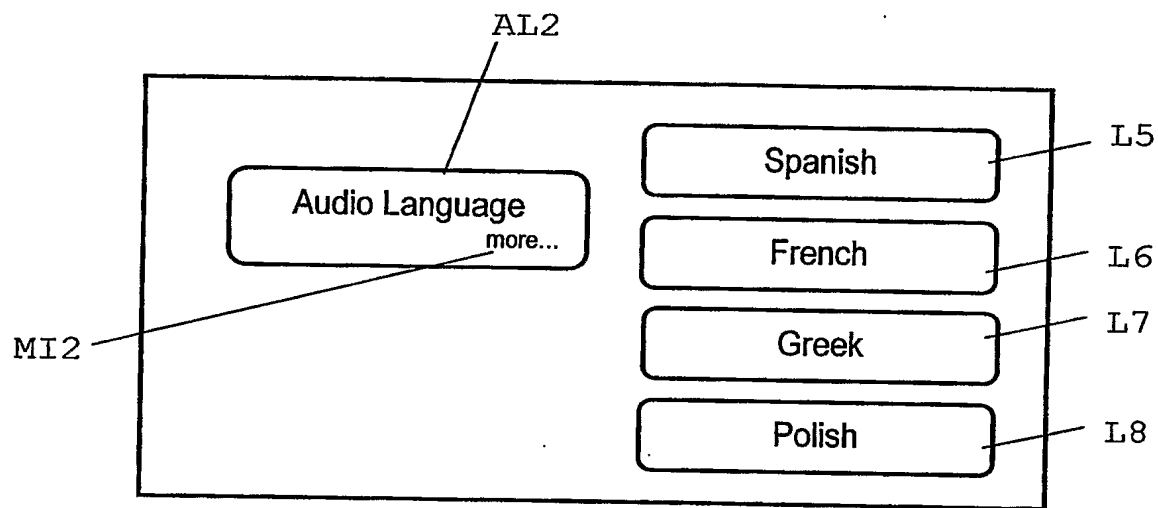 AL2
Audio Language
more...
MI2
Spanish
L5
French
L6
Greek
L7
Polish
L8